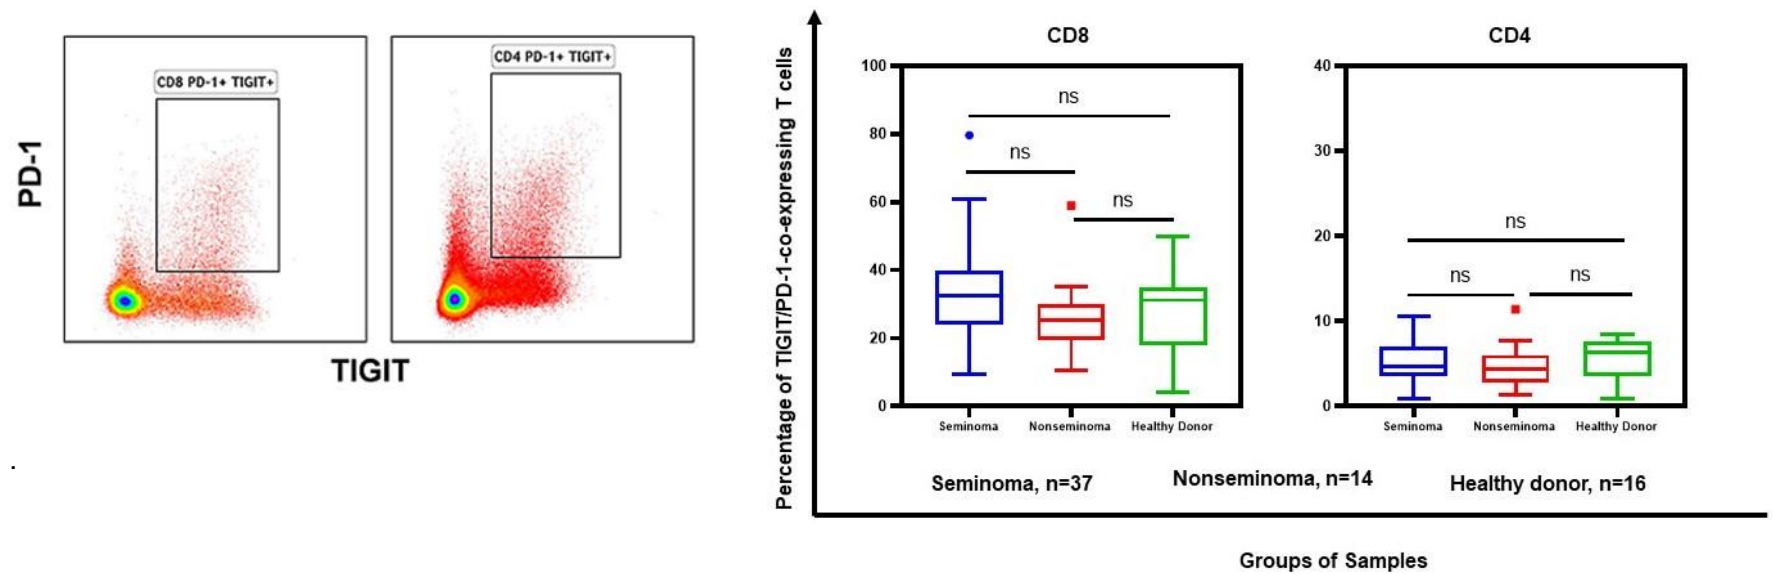 CD8 PD-1+ TIGIT+
CD4 PD-1+ TIGIT+
PD-1
TIGIT
.
Percentage of TIGIT/PD-1-co-expressing T cells
CD8
100
80
60
40
20
0
ns
ns
ns
Seminoma Nonseminoma Healthy Donor
CD4
40
30
20
10
0
ns
ns
ns
Seminoma Nonseminoma Healthy Donor
Seminoma, n=37 Nonseminoma, n=14 Healthy donor, n=16
Groups of Samples